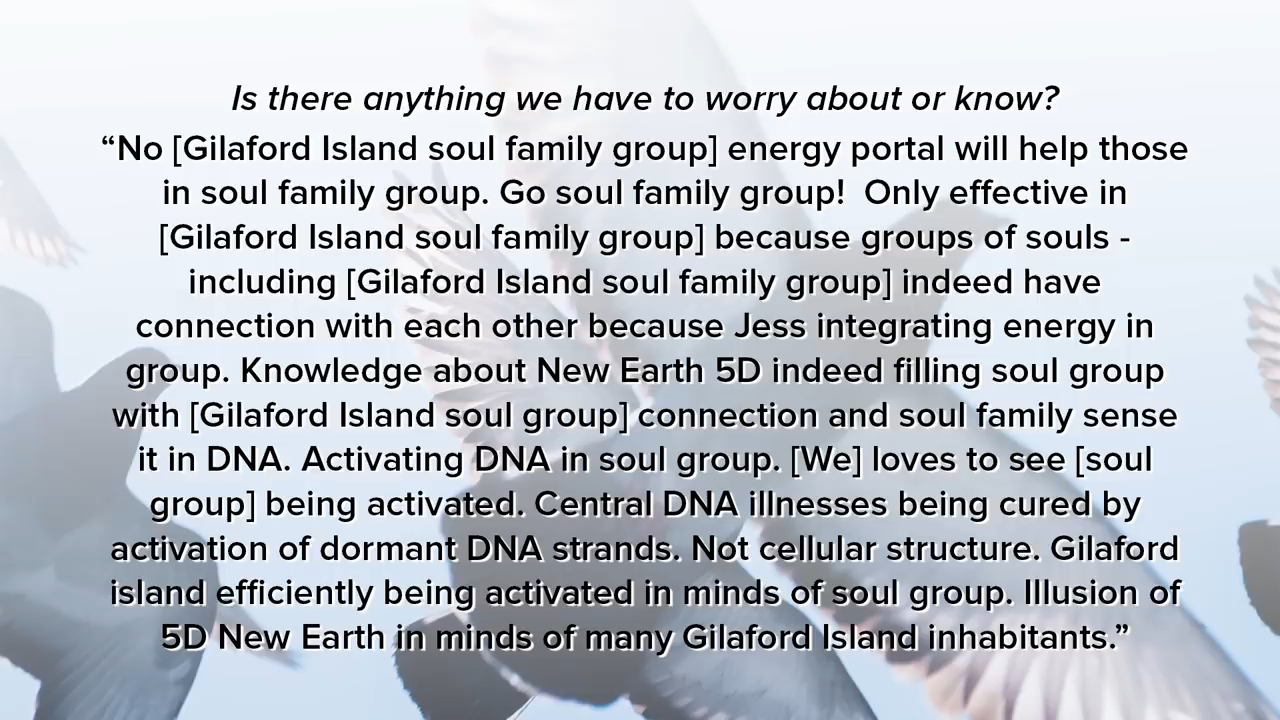 Is there anything we have to worry about or know?
“No [Gilaford Island soul family group] energy portal will help those
in soul family group. Go soul family group!  Only effective in
[Gilaford Island soul family group] because groups of souls -
including [Gilaford Island soul family group] indeed have
connection with each other because Jess integrating energy in
group. Knowledge about New Earth 5D indeed filling soul group
with [Gilaford Island soul group] connection and soul family sense
it in DNA. Activating DNA in soul group. [We] loves to see [soul
group] being activated. Central DNA illnesses being cured by
activation of dormant DNA strands. Not cellular structure. Gilaford
island efficiently being activated in minds of soul group. Illusion of
5D New Earth in minds of many Gilaford Island inhabitants.”